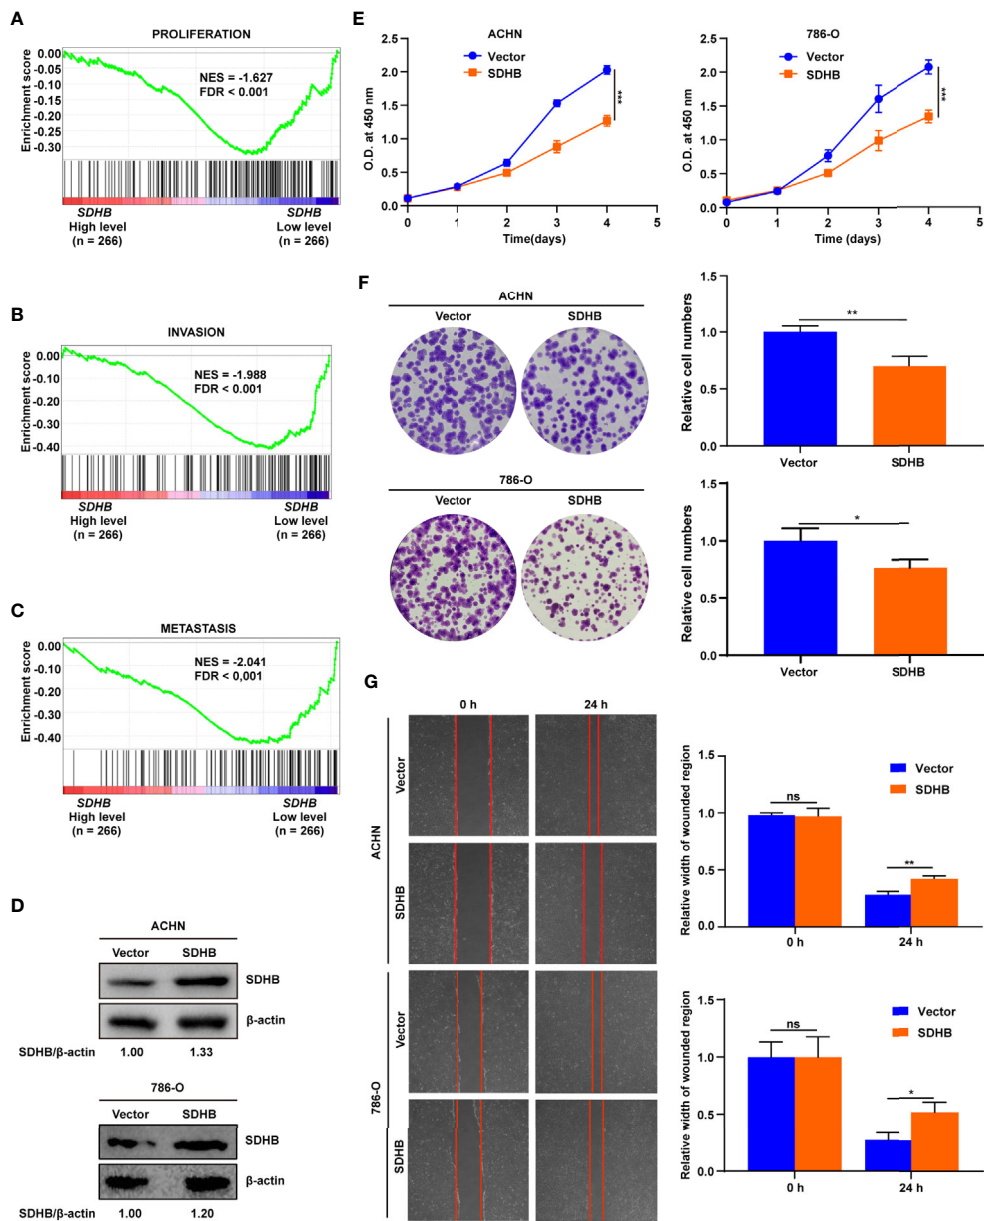 A
PROLIFERATION
Enrichment score
0.00
-0.05
-0.10
-0.15
-0.20
-0.25
-0.30
NES = -1.627
FDR < 0.001
SDHB SDHB
High level Low level
(n = 266) (n = 266)
B
INVASION
Enrichment score
0.00
-0.10
-0.20
-0.30
-0.40
NES = -1.988
FDR < 0.001
SDHB SDHB
High level Low level
(n = 266) (n = 266)
C
METASTASIS
Enrichment score
0.00
-0.10
-0.20
-0.30
-0.40
NES = -2.041
FDR < 0,001
SDHB SDHB
High level Low level
(n = 266) (n = 266)
D
ACHN
Vector SDHB
SDHB
β-actin
SDHB/β-actin 1.00 1.33
786-O
Vector SDHB
SDHB
β-actin
SDHB/β-actin 1.00 1.20
E
ACHN
Vector
SDHB
O.D. at 450 nm
2.5
2.0
1.5
1.0
0.5
0.0
***
0 1 2 3 4 5
Time(days)
786-O
Vector
SDHB
O.D. at 450 nm
2.5
2.0
1.5
1.0
0.5
0.0
***
0 1 2 3 4 5
Time (days)
F
ACHN
Vector SDHB
Relative cell numbers
1.5
1.0
0.5
0.0
**
Vector SDHB
786-O
Vector SDHB
Relative cell numbers
1.5
1.0
0.5
0.0
*
Vector SDHB
G
0 h 24 h
ACHN
Vector
SDHB
786-O
Vector
SDHB
Relative width of wounded region
1.5
1.0
0.5
0.0
Vector
SDHB
ns
**
0 h 24 h
Relative width of wounded region
1.5
1.0
0.5
0.0
Vector
SDHB
ns
*
0 h 24 h